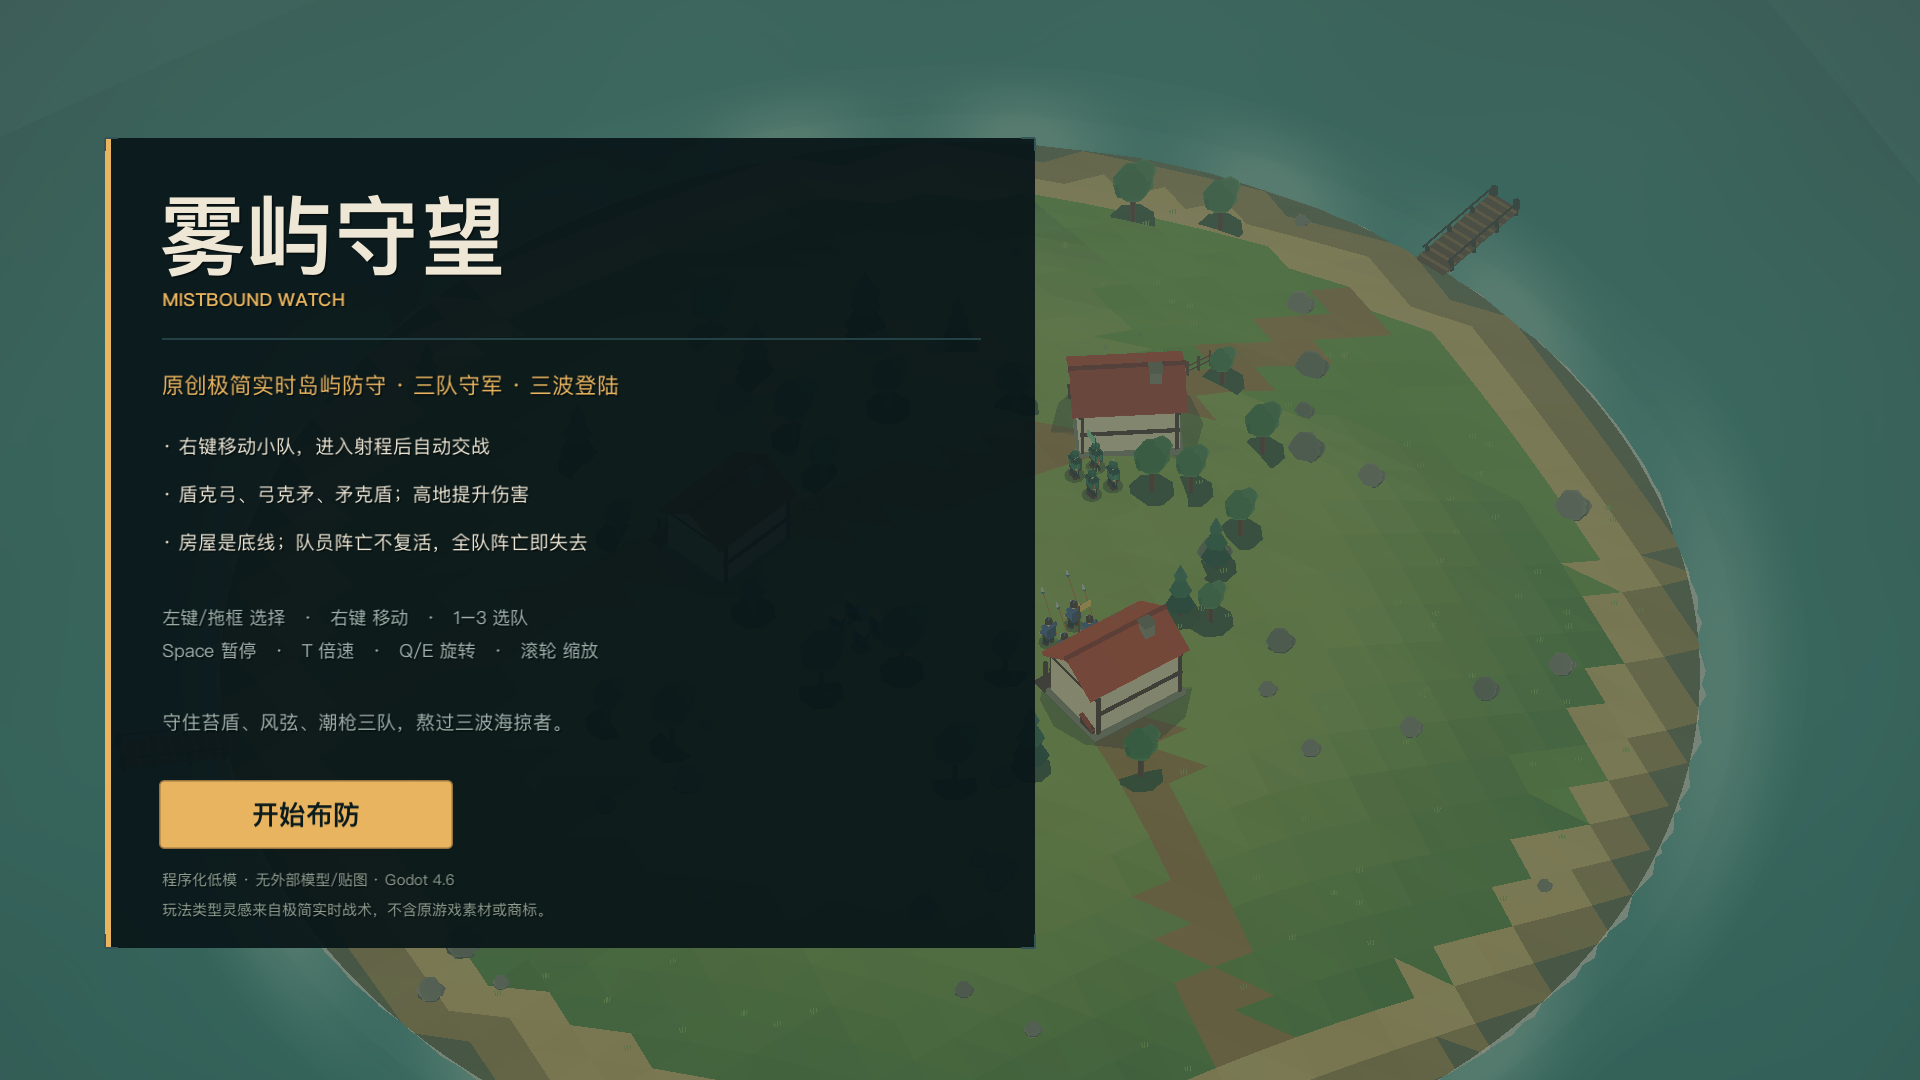 雾屿守望
MISTBOUND WATCH
原创极简实时岛屿防守 · 三队守军 · 三波登陆
· 右键移动小队，进入射程后自动交战
· 盾克弓、弓克矛、矛克盾；高地提升伤害
· 房屋是底线；队员阵亡不复活，全队阵亡即失去
左键/拖框 选择 · 右键 移动 · 1—3 选队
Space 暂停 · T 倍速 · Q/E 旋转 · 滚轮 缩放
守住苔盾、风弦、潮枪三队，熬过三波海掠者。
开始布防
程序化低模 · 无外部模型/贴图 · Godot 4.6
玩法类型灵感来自极简实时战术，不含原游戏素材或商标。